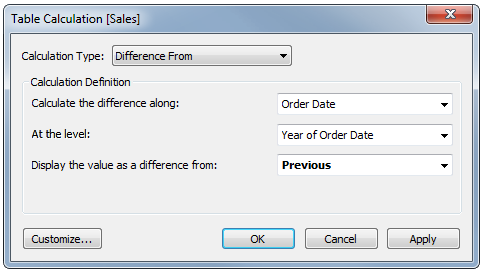 Table Calculation [Sales]
Calculation Type: Difference From
Calculation Definition
Calculate the difference along: Order Date
At the level: Year of Order Date
Display the value as a difference from: Previous
Customize... OK Cancel Apply